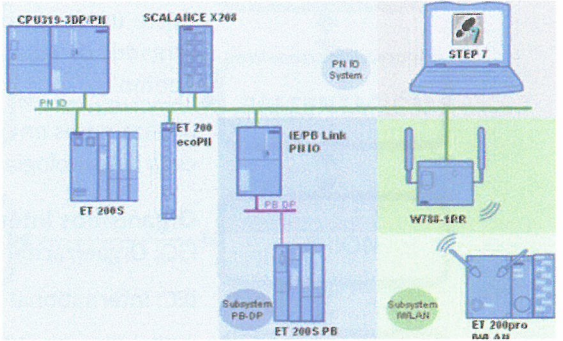 CPU319-3DP/PN
SCALANCE X208
STEP 7
PN IO
System
PN IO
ET 200S
ET 200
ecoPN
IE/PB Link
PN IO
PB DP
W788-1RR
Subsystem
PB-DP
ET 200S PB
Subsystem
IWLAN
ET 200pro
IWLAN